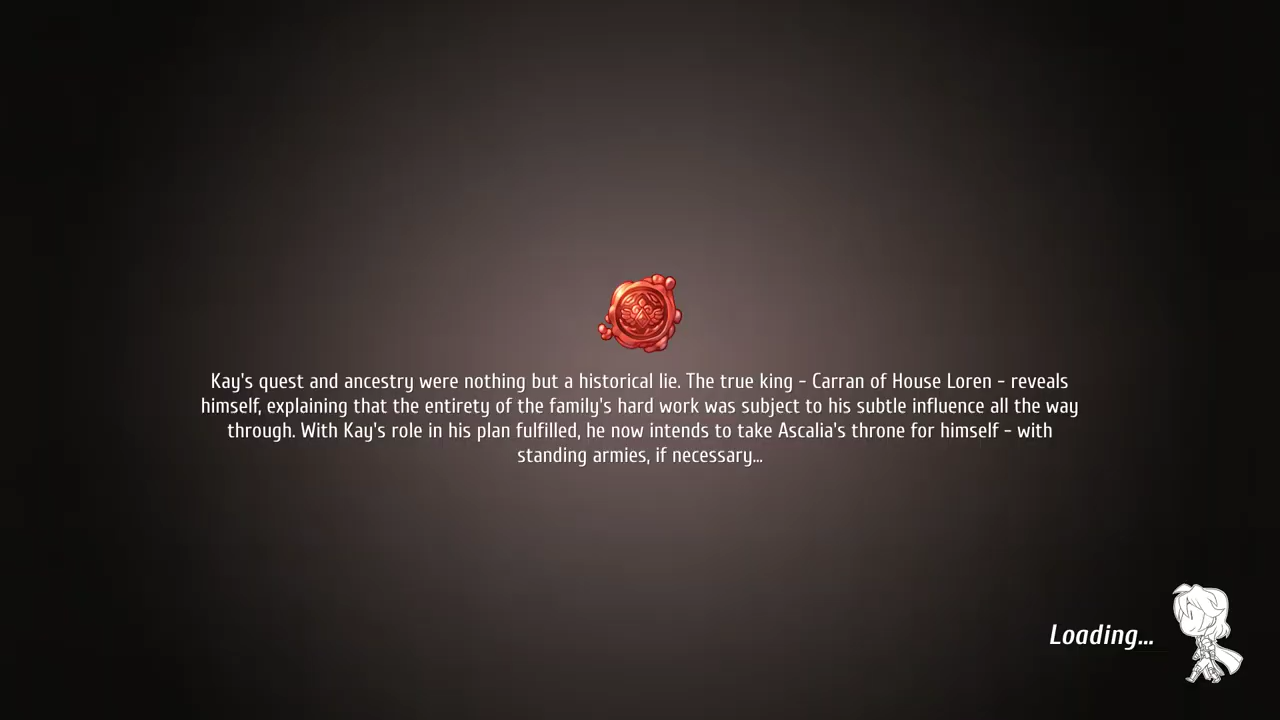 Kay's quest and ancestry were nothing but a historical lie. The true king - Carran of House Loren - reveals
himself, explaining that the entirety of the family's hard work was subject to his subtle influence all the way
through. With Kay's role in his plan fulfilled, he now intends to take Ascalia's throne for himself - with
standing armies, if necessary...
Loading...